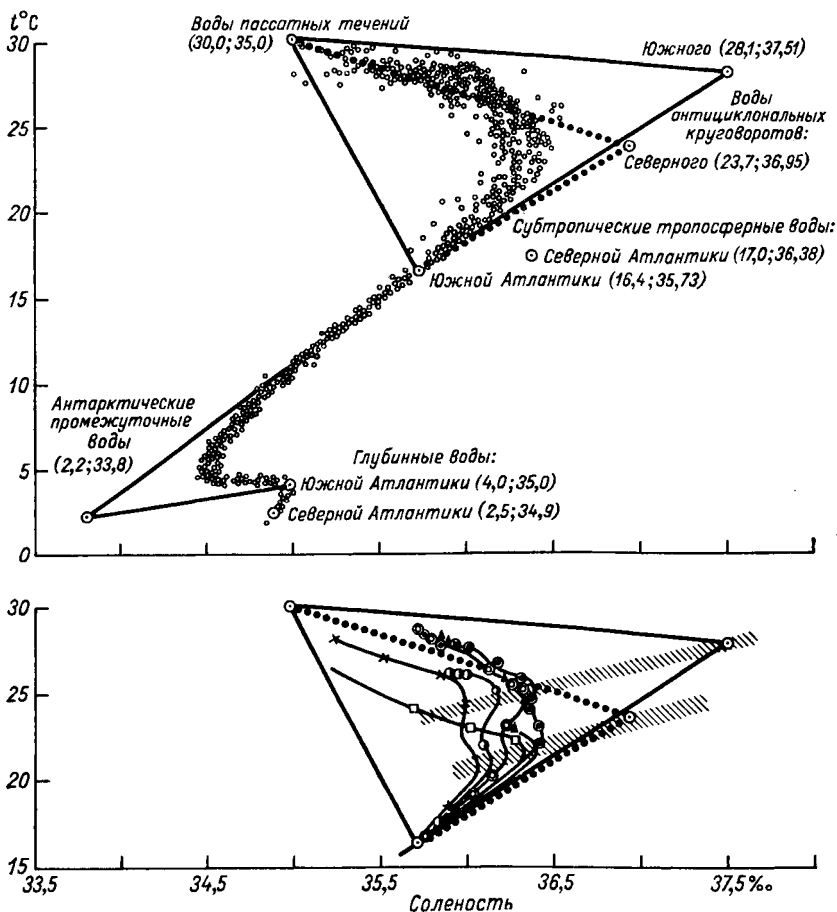 t°C
Воды пассатных течений
(30,0; 35,0)
Южного (28,1; 37,51)
Воды
антициклональных
круговоротов:
Северного (23,7; 36,95)
Субтропические тропосферные воды:
Северной Атлантики (17,0; 36,38)
Южной Атлантики (16,4; 35,73)
Антарктические
промежуточные
воды
(2,2; 33,8)
Глубинные воды:
Южной Атлантики (4,0; 35,0)
Северной Атлантики (2,5; 34,9)
30
25
20
15
10
5
0
30
25
20
15
33,5
34,5
35,5
36,5
37,5‰
Соленость